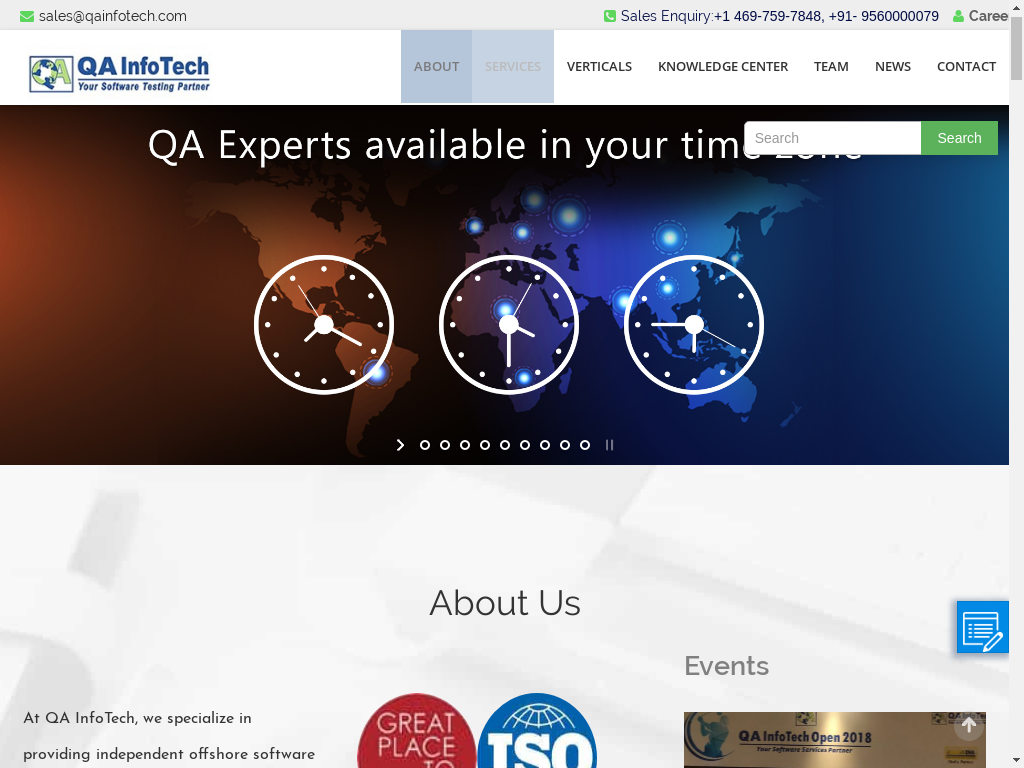 sales@qainfotech.com
Sales Enquiry:+1 469-759-7848, +91- 9560000079
Caree
QA InfoTech
Your Software Testing Partner
ABOUT
SERVICES
VERTICALS
KNOWLEDGE CENTER
TEAM
NEWS
CONTACT
QA Experts available in your time zone
Search
Search
About Us
Events
At QA InfoTech, we specialize in
providing independent offshore software
GREAT
PLACE
TO
ISO
QA InfoTech Open 2018
Your Software Services Partner